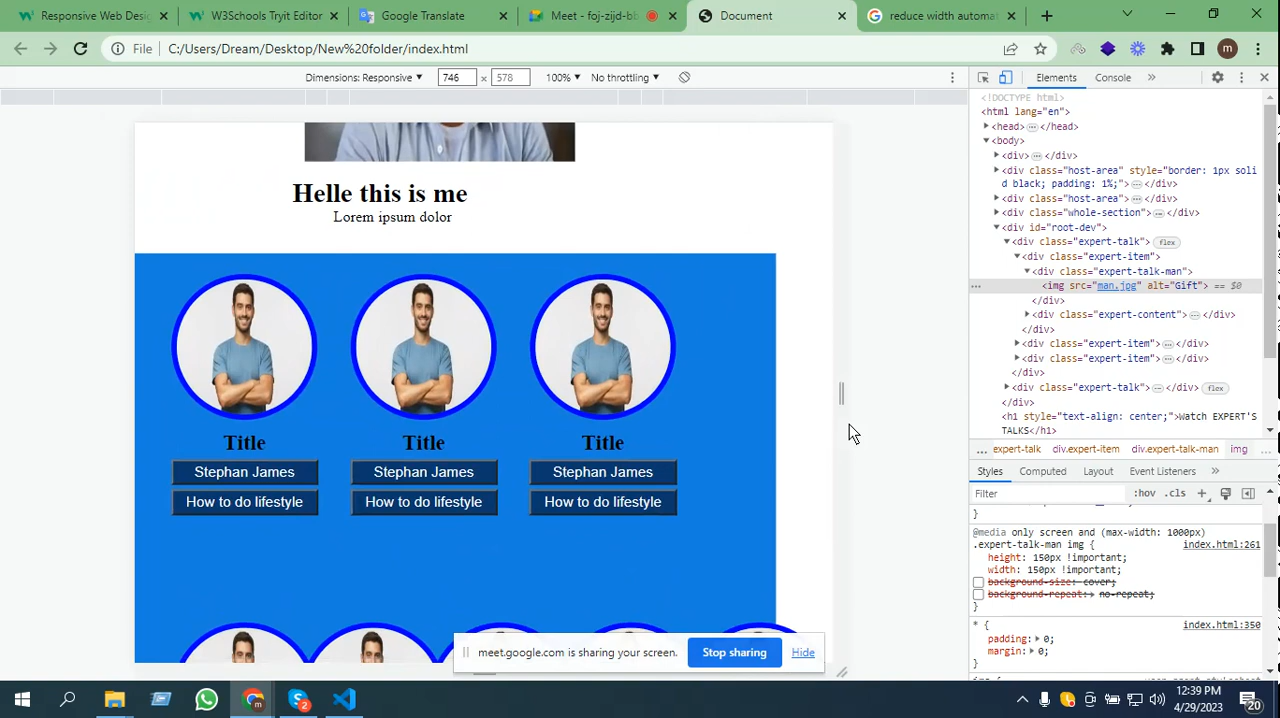 Responsive Web Desig
W3Schools Tryit Editor
Google Translate
Meet - foj-zijd-bb
Document
reduce width automat
File
C:/Users/Dream/Desktop/New%20folder/index.html
m
Dimensions: Responsive
746
×
578
100%
No throttling
Elements
Console
<!DOCTYPE html>
<html lang="en">
<head> </head>
<body>
<div> </div>
<div class="host-area" style="border: 1px soli
d black; padding: 1%;"> </div>
<div class="host-area"> </div>
<div class="whole-section"> </div>
<div id="root-dev">
<div class="expert-talk"> flex
<div class="expert-item">
<div class="expert-talk-man">
<img src="man.jpg" alt="Gift"> == $0
</div>
<div class="expert-content"> </div>
</div>
<div class="expert-item"> </div>
<div class="expert-item"> </div>
</div>
<div class="expert-talk"> </div> flex
</div>
<h1 style="text-align: center;">Watch EXPERT'S
TALKS</h1>
... expert-talk div.expert-item div.expert-talk-man img ...
Styles Computed Layout Event Listeners
Filter
:hov .cls
}
@media only screen and (max-width: 1000px)
.expert-talk-man img {
index.html:261
height: 150px !important;
width: 150px !important;
background-size: cover;
background-repeat: no-repeat;
}
* {
index.html:350
padding: 0;
margin: 0;
}
Helle this is me
Lorem ipsum dolor
Title
Title
Title
Stephan James
Stephan James
Stephan James
How to do lifestyle
How to do lifestyle
How to do lifestyle
meet.google.com is sharing your screen.
Stop sharing
Hide
m
2
12:39 PM
4/29/2023
20